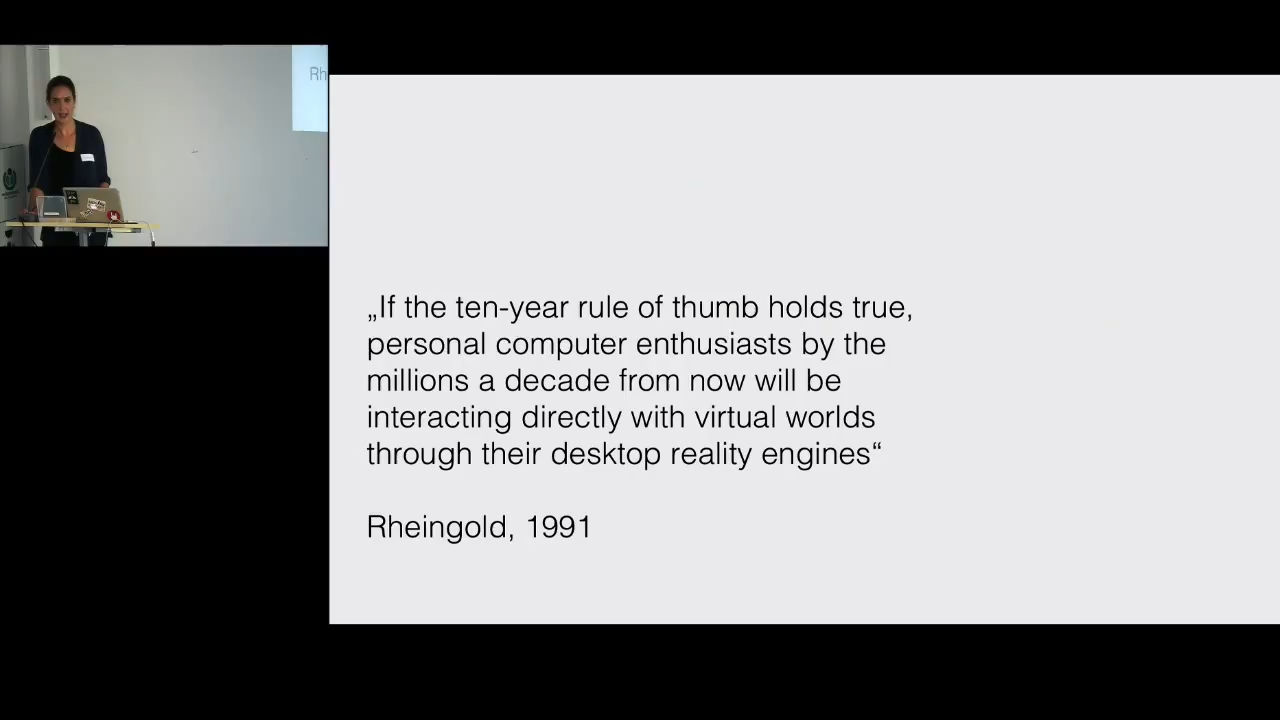 Rh
„If the ten-year rule of thumb holds true,
personal computer enthusiasts by the
millions a decade from now will be
interacting directly with virtual worlds
through their desktop reality engines“
Rheingold, 1991